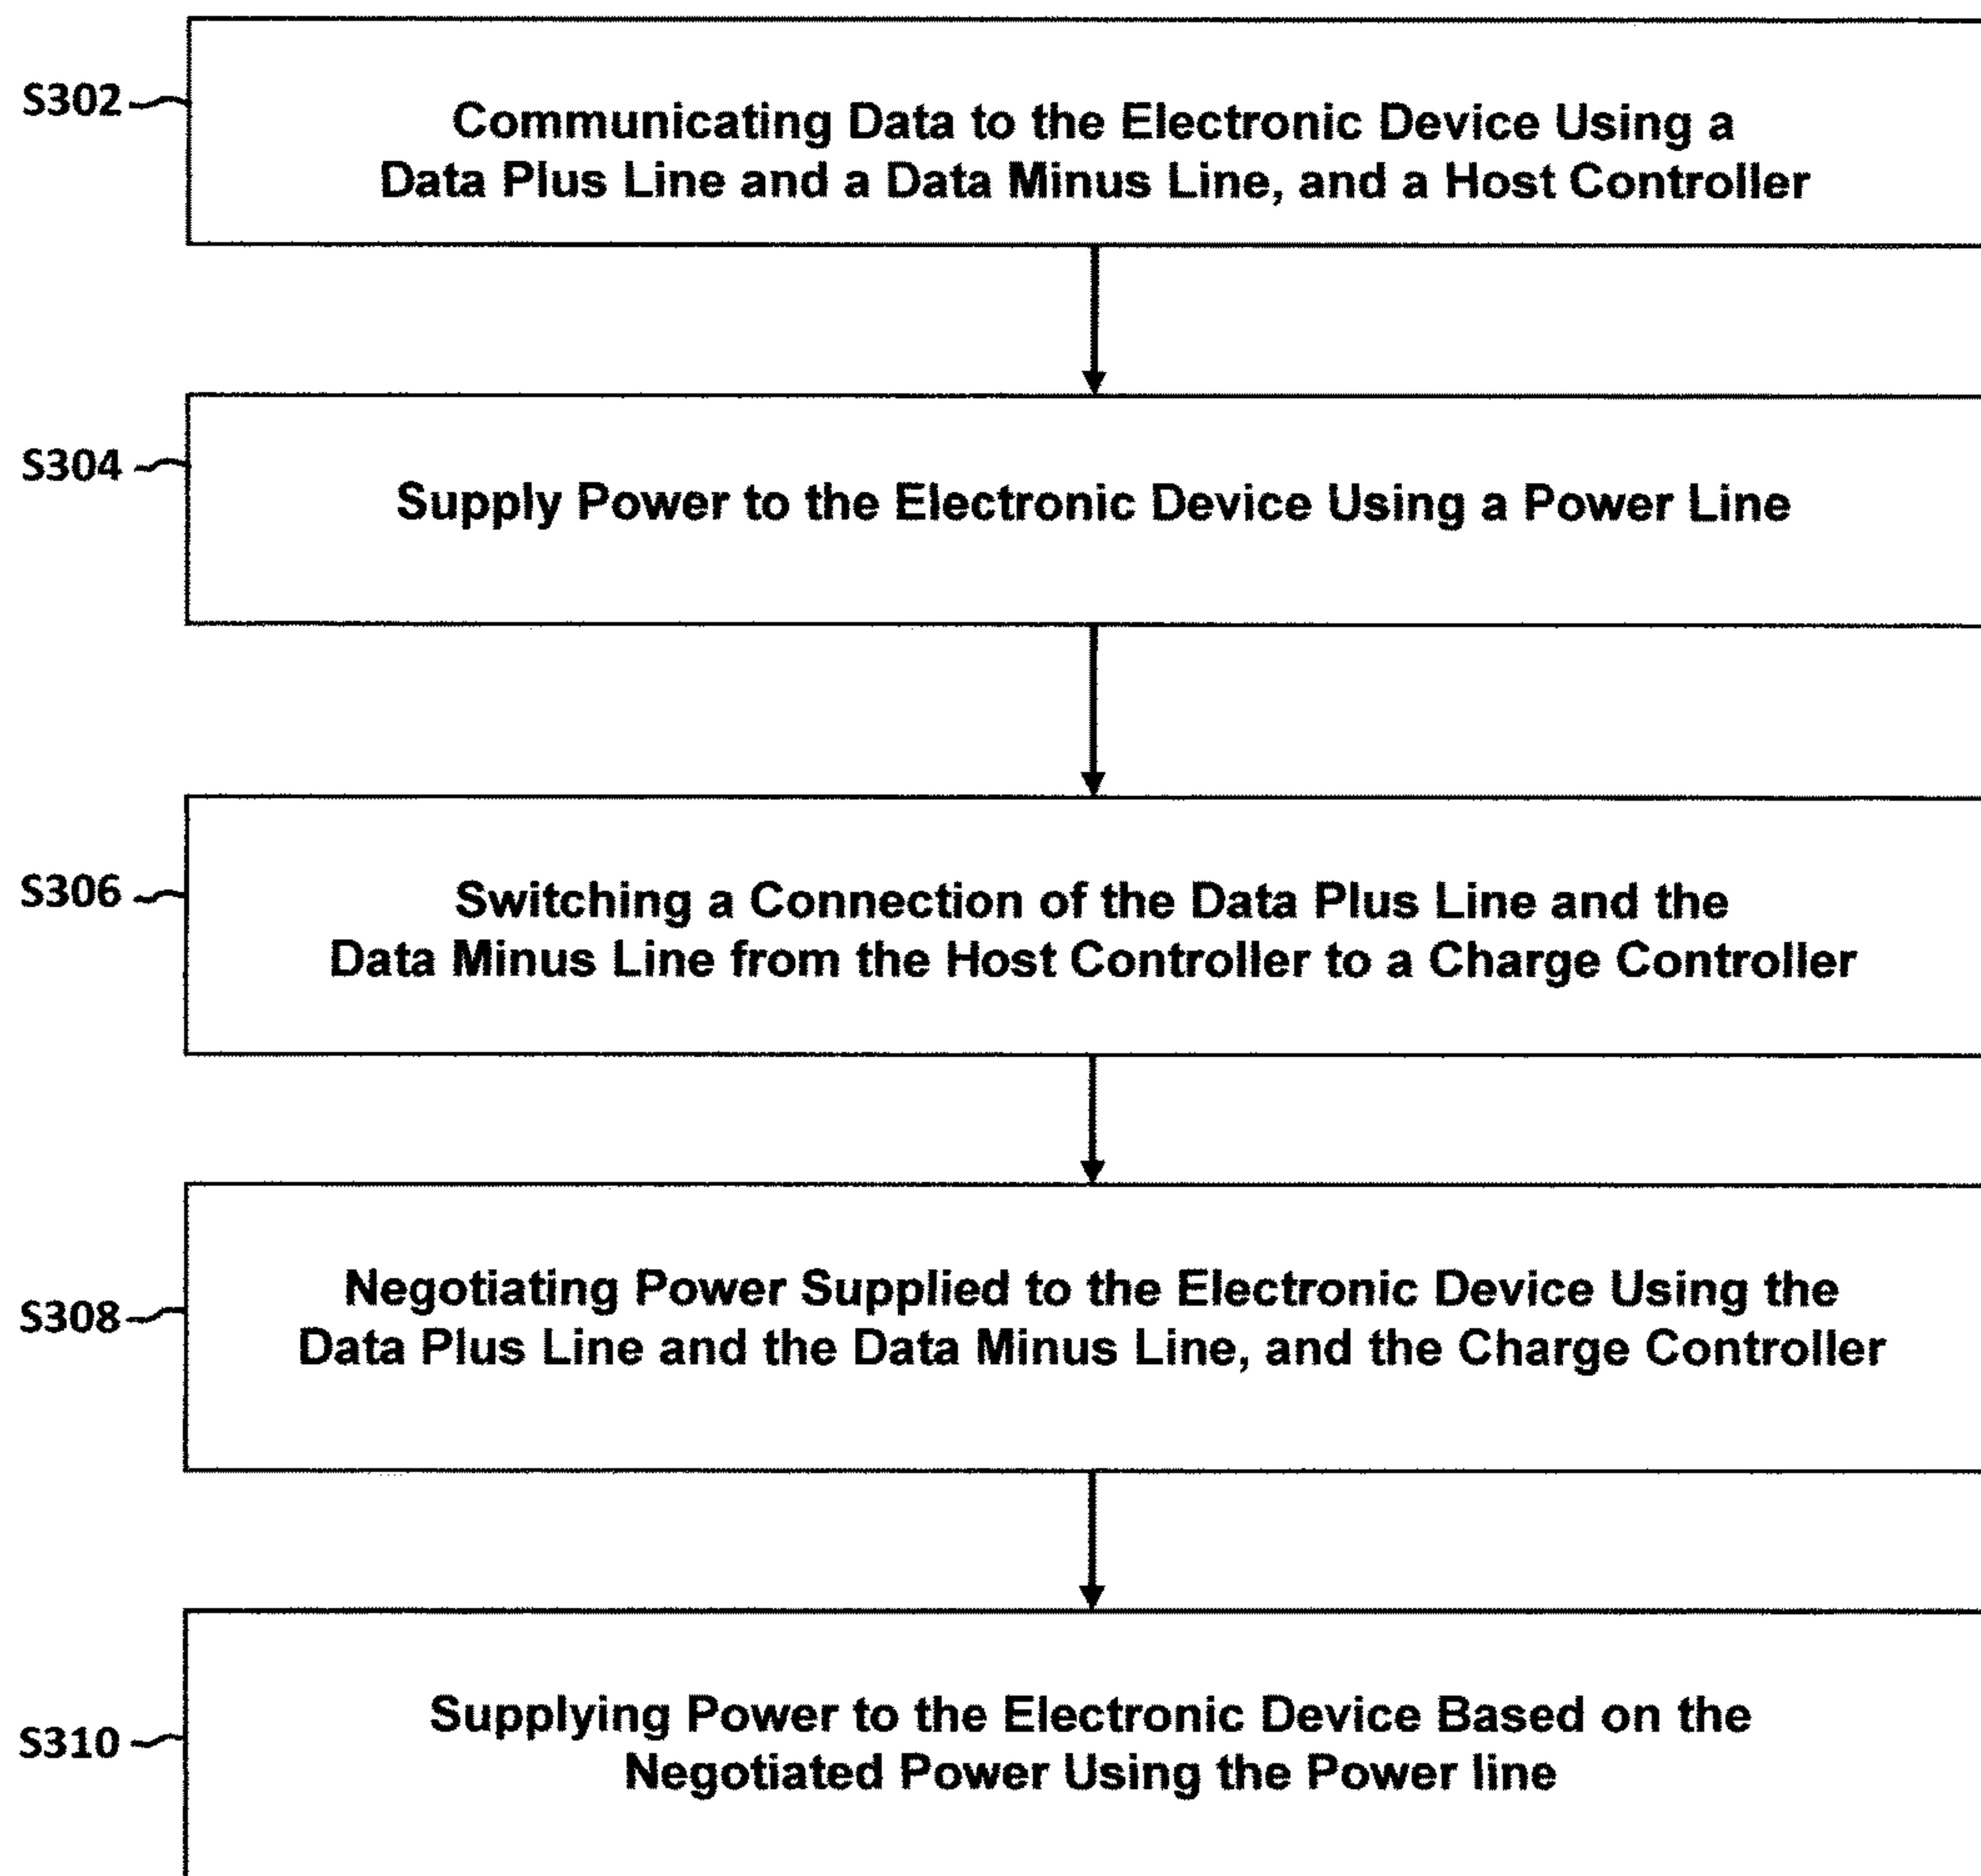 S302
Communicating Data to the Electronic Device Using a
Data Plus Line and a Data Minus Line, and a Host Controller
S304
Supply Power to the Electronic Device Using a Power Line
S306
Switching a Connection of the Data Plus Line and the
Data Minus Line from the Host Controller to a Charge Controller
S308
Negotiating Power Supplied to the Electronic Device Using the
Data Plus Line and the Data Minus Line, and the Charge Controller
S310
Supplying Power to the Electronic Device Based on the
Negotiated Power Using the Power line